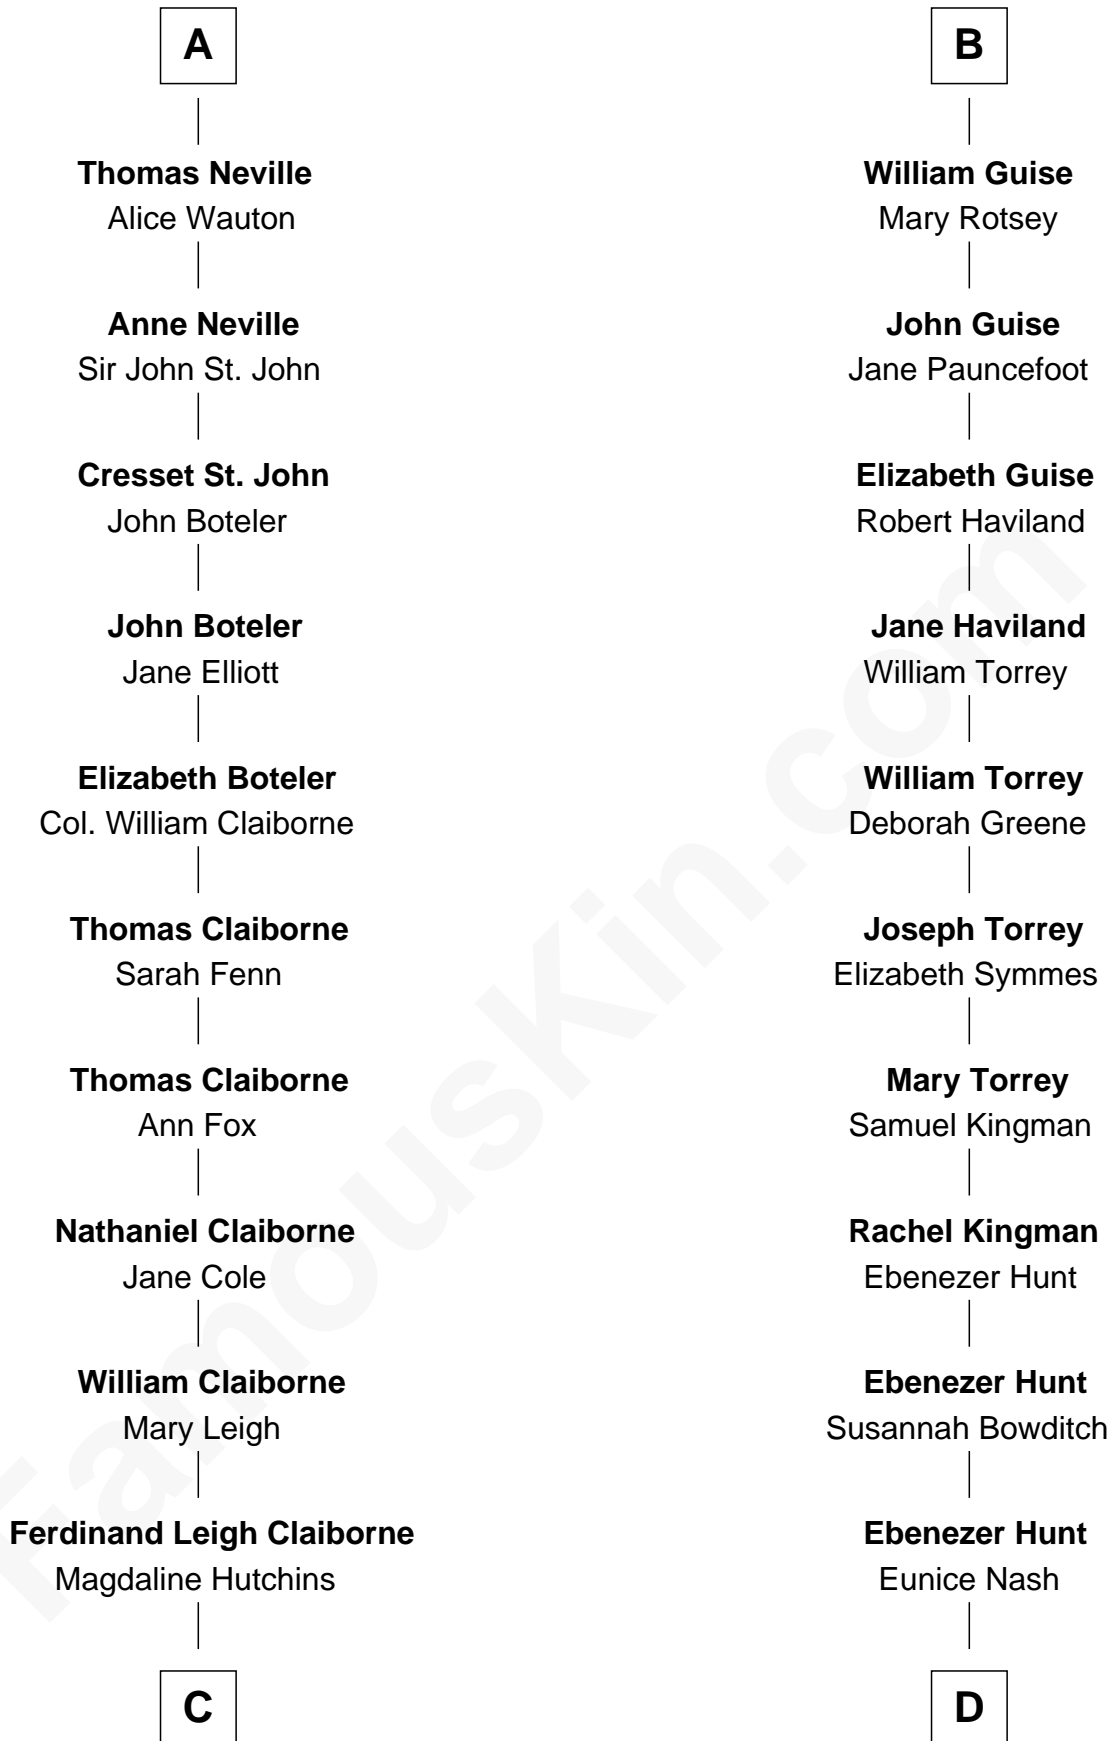 A
Thomas Neville
Alice Wauton
Anne Neville
Sir John St. John
Cresset St. John
John Boteler
John Boteler
Jane Elliott
Elizabeth Boteler
Col. William Claiborne
Thomas Claiborne
Sarah Fenn
Thomas Claiborne
Ann Fox
Nathaniel Claiborne
Jane Cole
William Claiborne
Mary Leigh
Ferdinand Leigh Claiborne
Magdaline Hutchins
C
B
William Guise
Mary Rotsey
John Guise
Jane Pauncefoot
Elizabeth Guise
Robert Haviland
Jane Haviland
William Torrey
William Torrey
Deborah Greene
Joseph Torrey
Elizabeth Symmes
Mary Torrey
Samuel Kingman
Rachel Kingman
Ebenezer Hunt
Ebenezer Hunt
Susannah Bowditch
Ebenezer Hunt
Eunice Nash
D
FamousKin.com